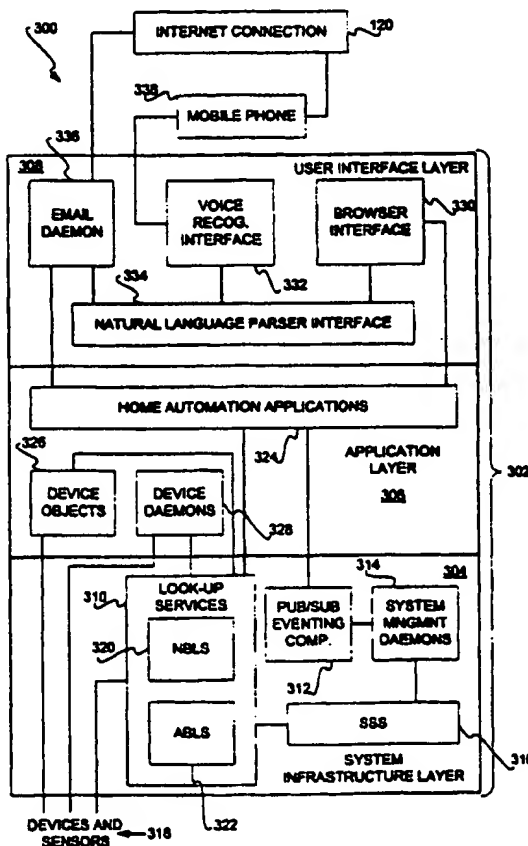 300
INTERNET CONNECTION
120
338
MOBILE PHONE
336
308
USER INTERFACE LAYER
EMAIL
DAEMON
VOICE
RECOG.
INTERFACE
BROWSER
INTERFACE
330
332
334
NATURAL LANGUAGE PARSER INTERFACE
HOME AUTOMATION APPLICATIONS
326
324
APPLICATION
LAYER
306
302
DEVICE
OBJECTS
DEVICE
DAEMONS
328
310
LOOK-UP
SERVICES
314
304
320
NBLS
PUB/SUB
EVENTING
COMP.
SYSTEM
MNGMNT
DAEMONS
312
ABLS
SSS
316
SYSTEM
INFRASTRUCTURE LAYER
DEVICES AND
SENSORS
318
322